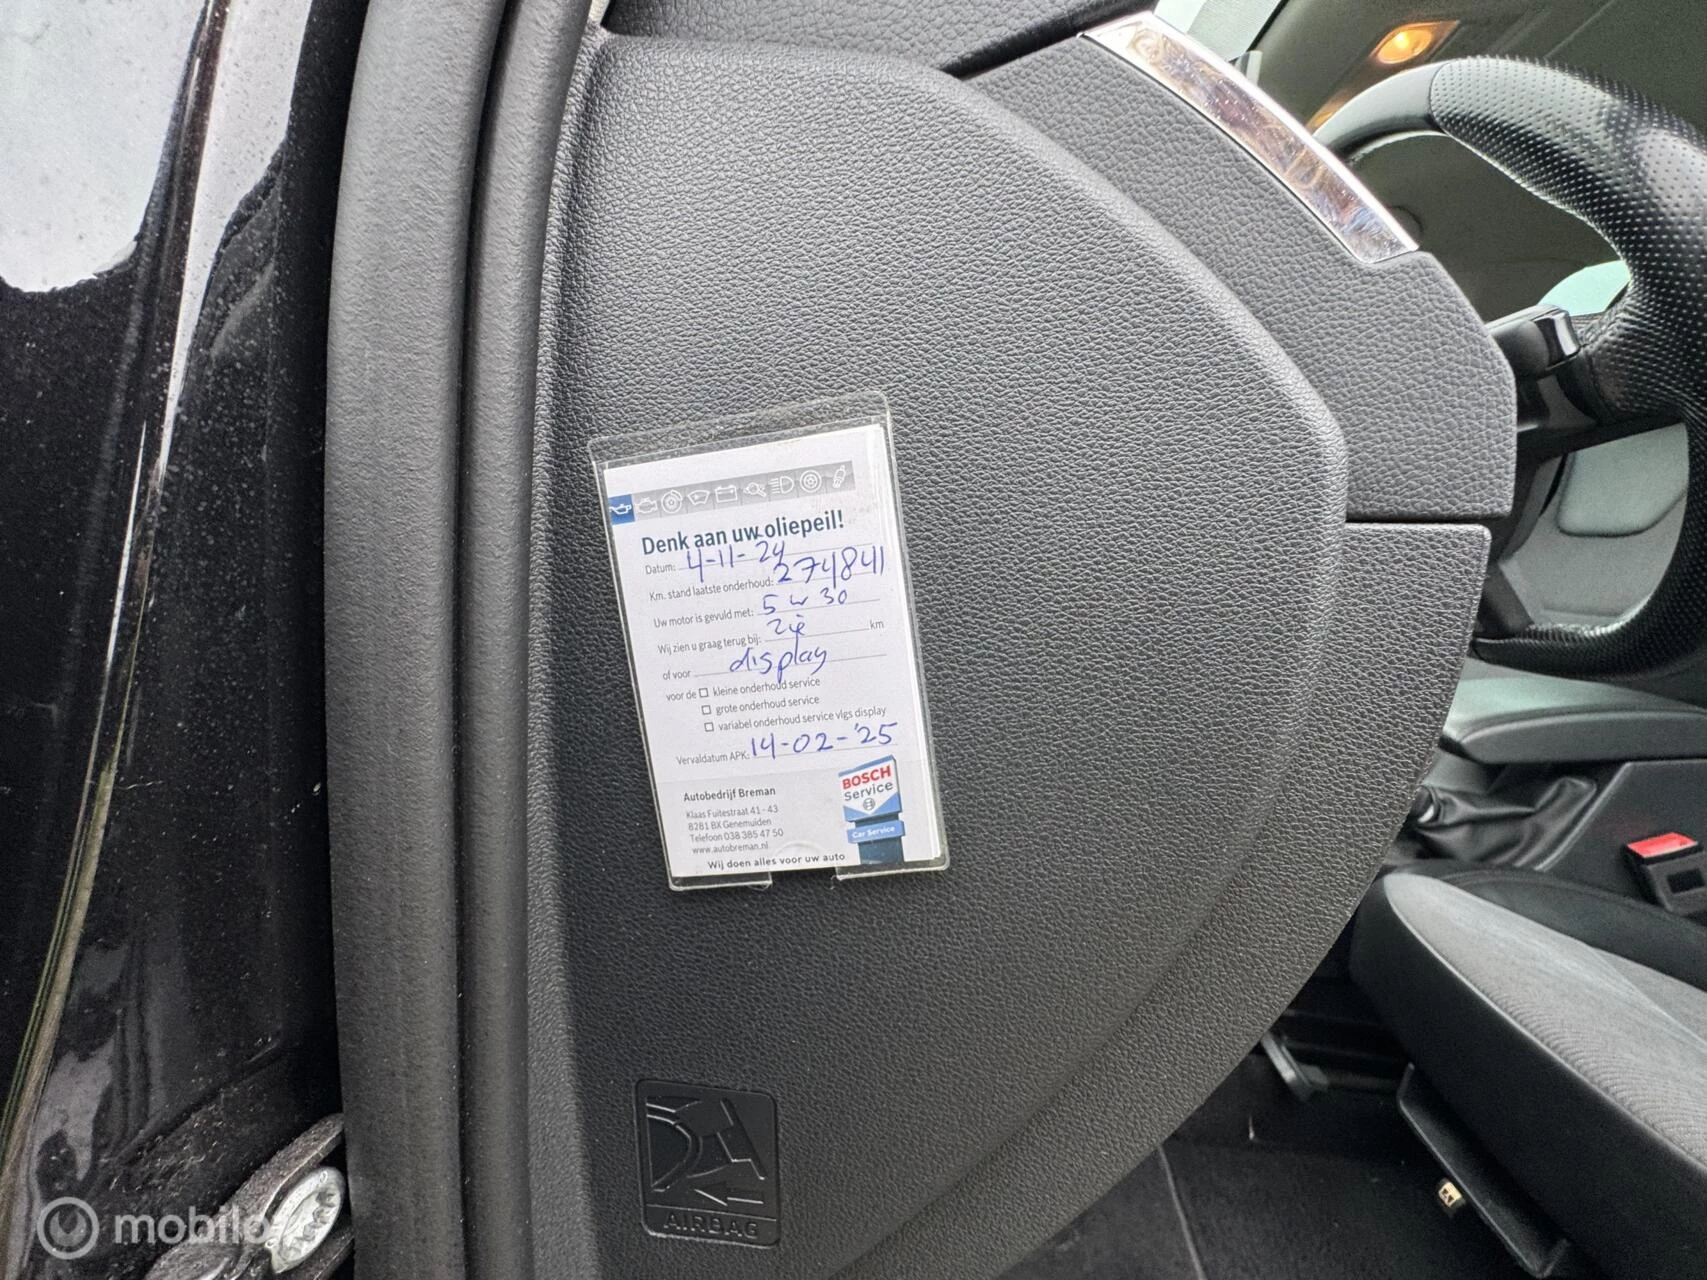 Denk aan uw oliepeil!
Datum: 4-11-'24
Km. stand laatste onderhoud: 274841
Uw motor is gevuld met: 5w30
Wij zien u graag terug bij: zie km
of voor display
voor de kleine onderhoud service
grote onderhoud service
variabel onderhoud service vlgs display
Vervaldatum APK: 14-02-'25
Autobedrijf Breman
Klaas Fuitestraat 41 - 43
8281 BX Genemuiden
Telefoon 038 385 47 50
www.autobreman.nl
Wij doen alles voor uw auto
BOSCH
Service
Car Service
AIRBAG
mobilo